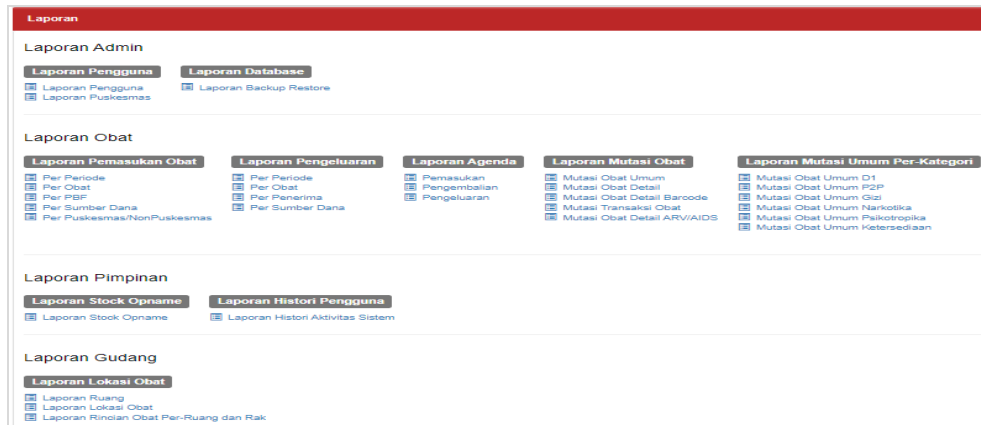 Laporan
Laporan Admin
Laporan Pengguna
Laporan Pengguna
Laporan Puskesmas
Laporan Database
Laporan Backup Restore
Laporan Obat
Laporan Pemasukan Obat
Per Periode
Per Obat
Per PBF
Per Sumber Dana
Per Puskesmas/NonPuskesmas
Laporan Pengeluaran
Per Periode
Per Obat
Per Penerima
Per Sumber Dana
Laporan Agenda
Pemasukan
Pengembalian
Pengeluaran
Laporan Mutasi Obat
Mutasi Obat Umum
Mutasi Obat Detail
Mutasi Obat Detail Barcode
Mutasi Transaksi Obat
Mutasi Obat Detail ARV/AIDS
Laporan Mutasi Umum Per-Kategori
Mutasi Obat Umum D1
Mutasi Obat Umum P2P
Mutasi Obat Umum Gizi
Mutasi Obat Umum Narkotika
Mutasi Obat Umum Psikotropika
Mutasi Obat Umum Ketersediaan
Laporan Pimpinan
Laporan Stock Opname
Laporan Stock Opname
Laporan Histori Pengguna
Laporan Histori Aktivitas Sistem
Laporan Gudang
Laporan Lokasi Obat
Laporan Ruang
Laporan Lokasi Obat
Laporan Rincian Obat Per-Ruang dan Rak